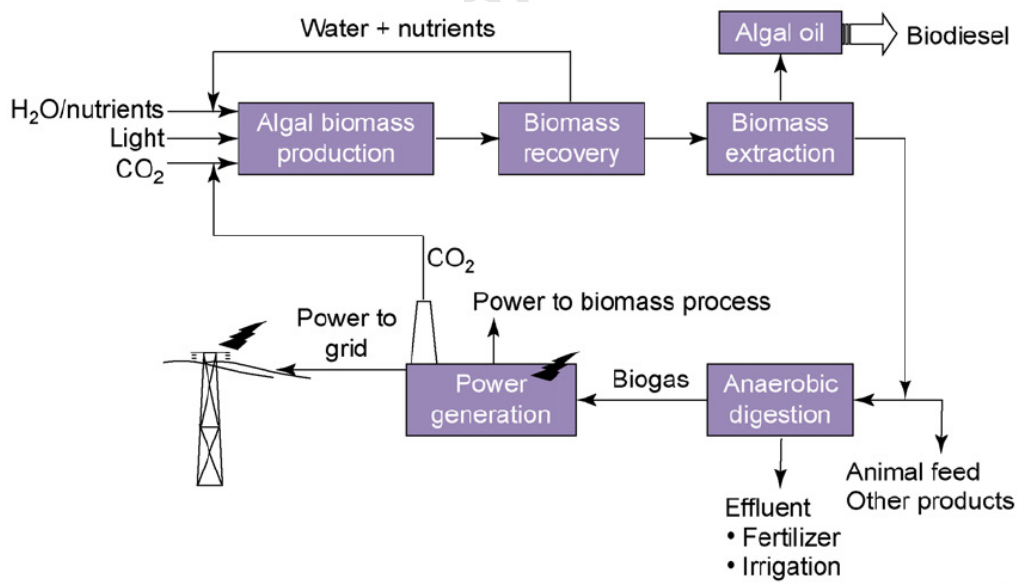 Water + nutrients
Algal oil
Biodiesel
H₂O/nutrients
Light
CO₂
Algal biomass
production
Biomass
recovery
Biomass
extraction
CO₂
Power to biomass process
Power to
grid
Power
generation
Biogas
Anaerobic
digestion
Animal feed
Other products
Effluent
• Fertilizer
• Irrigation